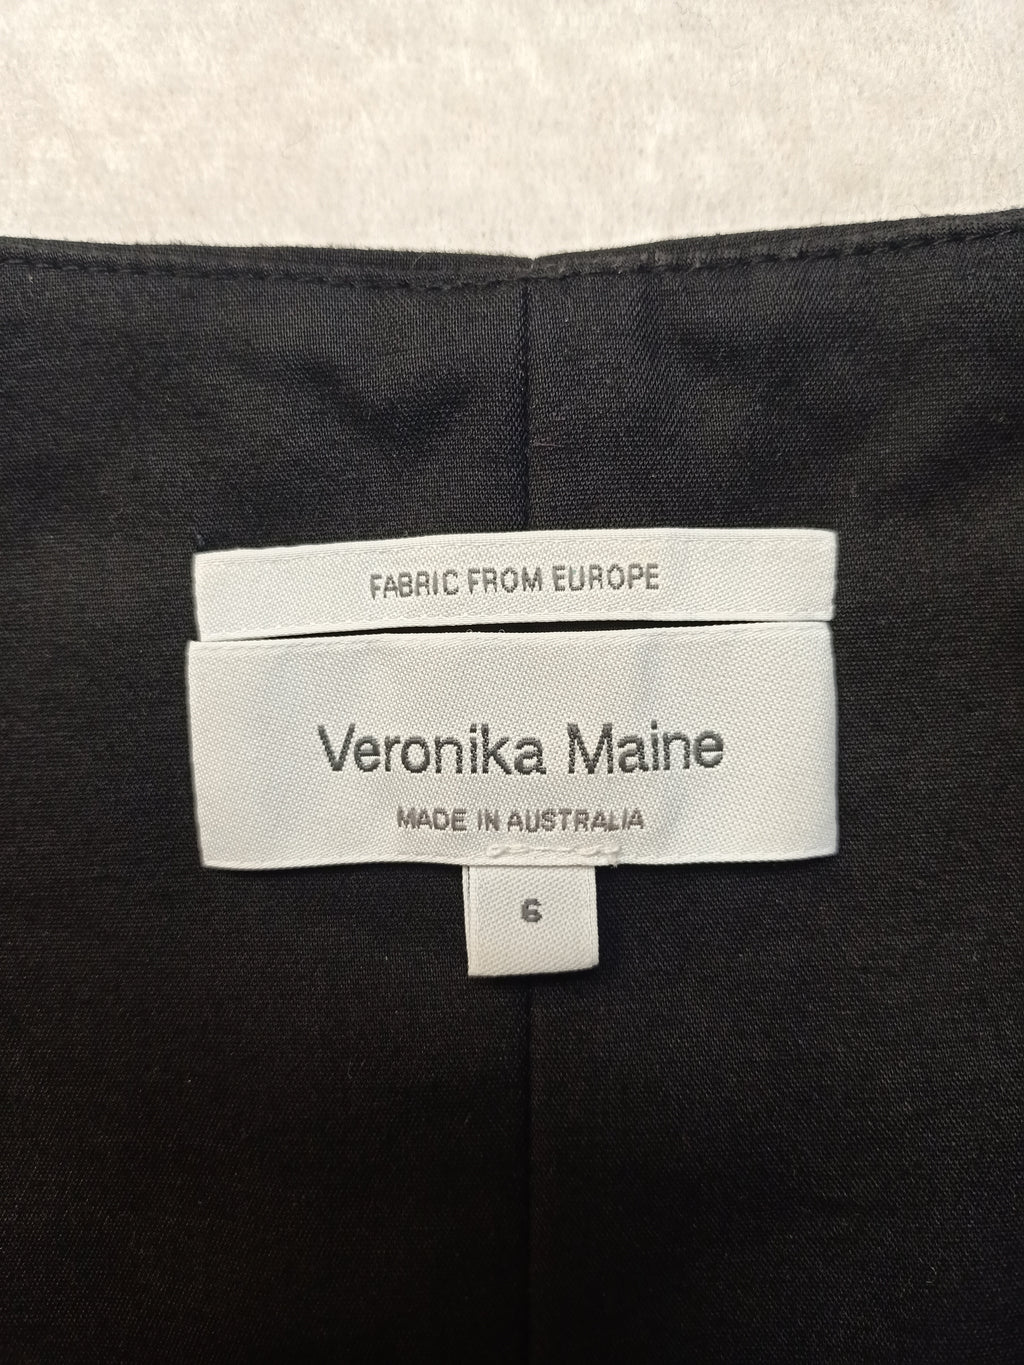 FABRIC FROM EUROPE
Veronika Maine
MADE IN AUSTRALIA
6